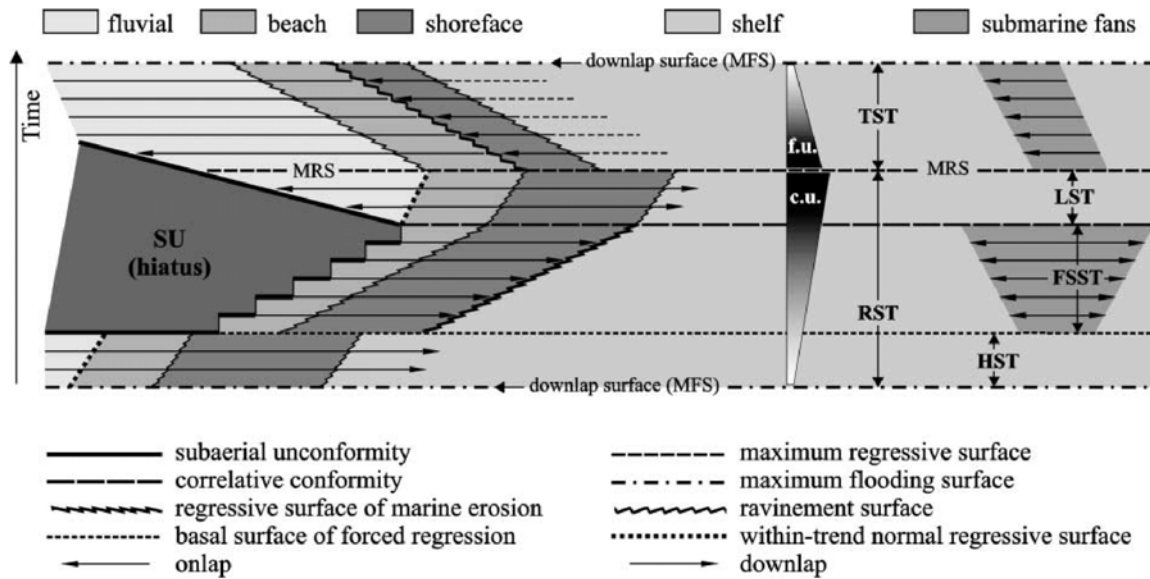 fluvial beach shoreface shelf submarine fans
Time
downlap surface (MFS)
TST
f.u.
MRS MRS
c.u. LST
SU
(hiatus)
FSST
RST
HST
downlap surface (MFS)
subaerial unconformity maximum regressive surface
correlative conformity maximum flooding surface
regressive surface of marine erosion ravinement surface
basal surface of forced regression within-trend normal regressive surface
onlap downlap